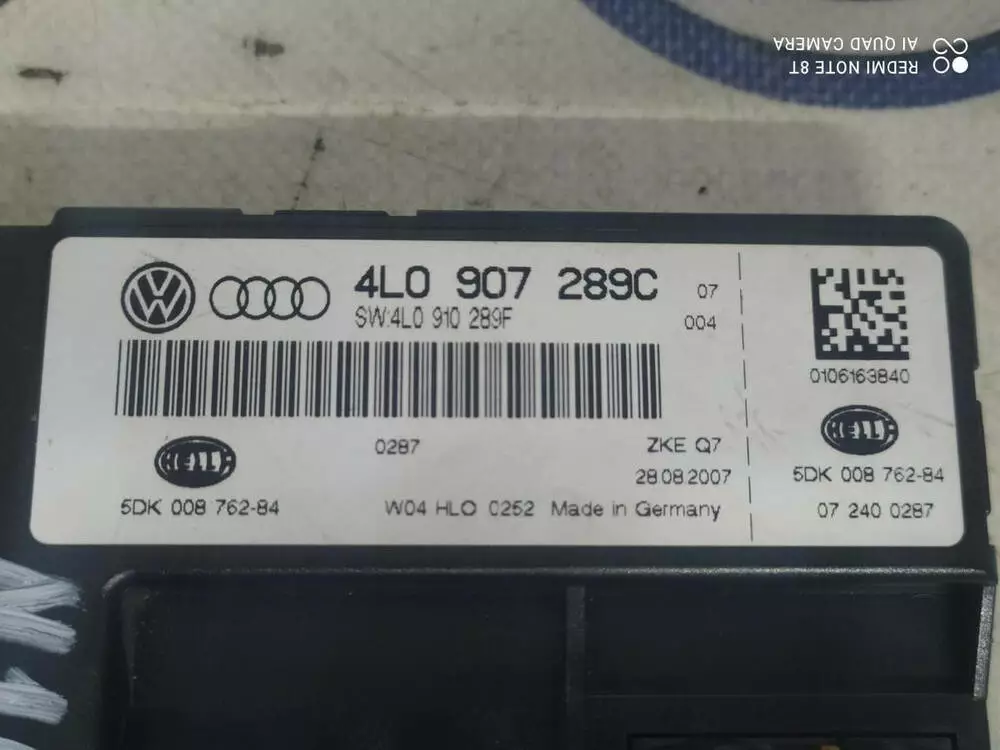 REDMI NOTE 8T
AI QUAD CAMERA
4L0 907 289C 07
SW:4L0 910 289F 004
0287 ZKE Q7
28.08.2007
HELLA
5DK 008 762-84
W04 HLO 0252 Made in Germany
0106163840
HELLA
5DK 008 762-84
07 240 0287